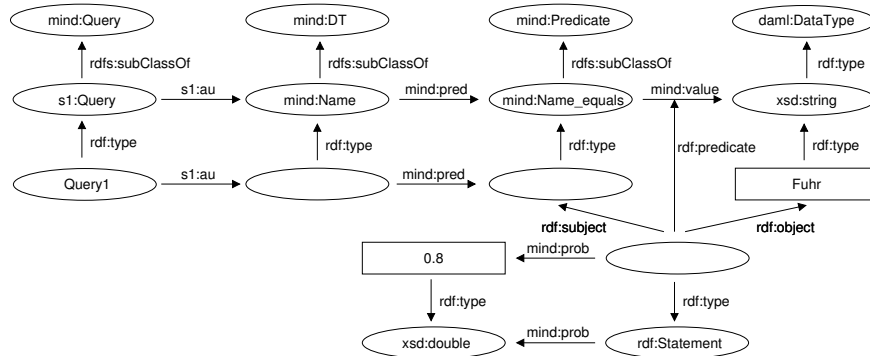 mind:Query mind:DT mind:Predicate daml:DataType
rdfs:subClassOf rdfs:subClassOf rdfs:subClassOf rdf:type
s1:Query s1:au mind:Name mind:pred mind:Name_equals mind:value xsd:string
rdf:type rdf:type rdf:type rdf:predicate rdf:type
Query1 s1:au mind:pred Fuhr
rdf:subject rdf:object
0.8 mind:prob
rdf:type rdf:type
xsd:double mind:prob rdf:Statement